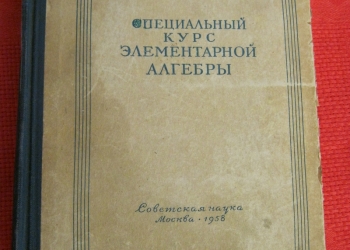 СПЕЦИАЛЬНЫЙ
КУРС
ЭЛЕМЕНТАРНОЙ
АЛГЕБРЫ
Советская наука
Москва • 1958